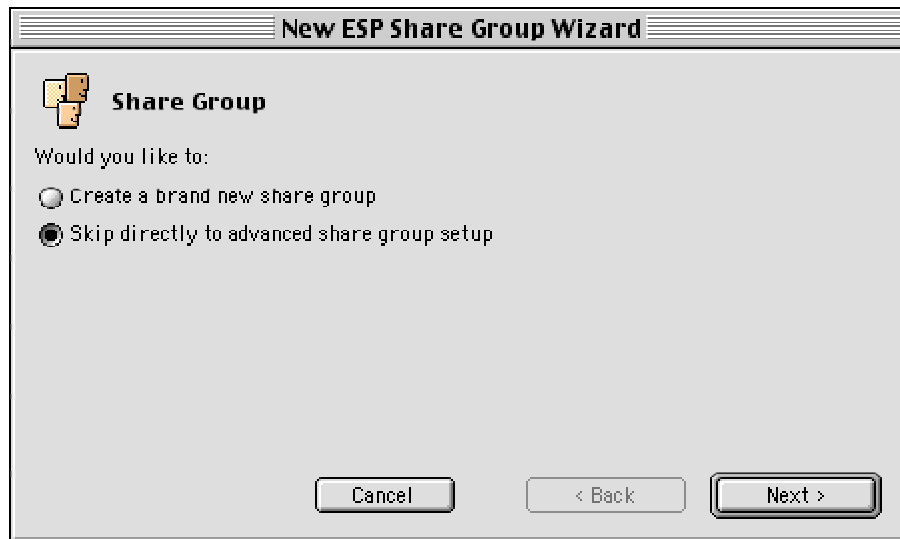 New ESP Share Group Wizard
Share Group
Would you like to:
Create a brand new share group
Skip directly to advanced share group setup
Cancel
< Back
Next >